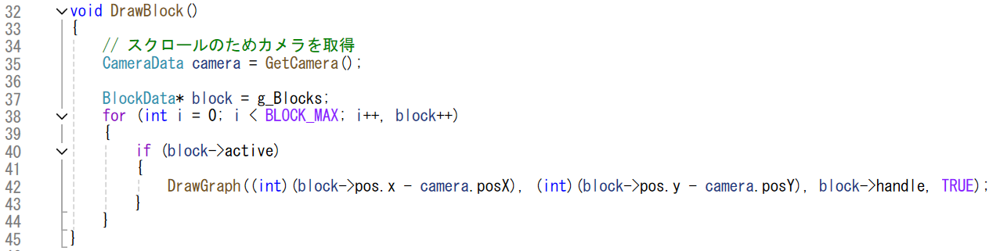 32 void DrawBlock()
33 {
34 // スクロールのためカメラを取得
35 CameraData camera = GetCamera();
36
37 BlockData* block = g_Blocks;
38 for (int i = 0; i < BLOCK_MAX; i++, block++)
39 {
40 if (block->active)
41 {
42 DrawGraph((int)(block->pos.x - camera.posX), (int)(block->pos.y - camera.posY), block->handle, TRUE);
43 }
44 }
45 }